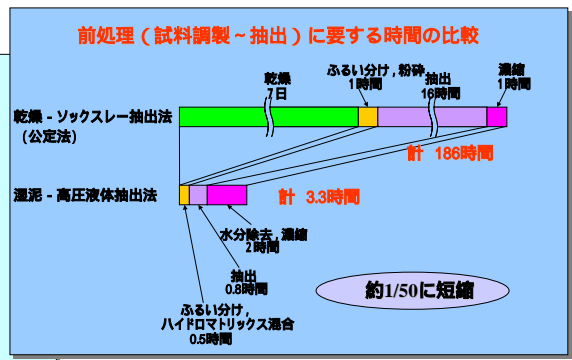 前処理（試料調製～抽出）に要する時間の比較
乾燥
7日
ふるい分け，粉砕
1時間
抽出
16時間
濃縮
1時間
乾燥－ソックスレー抽出法
（公定法）
計 186時間
湿泥－高圧液体抽出法
計 3.3時間
水分除去，濃縮
2時間
抽出
0.8時間
ふるい分け，
ハイドロマトリックス混合
0.5時間
約1/50に短縮